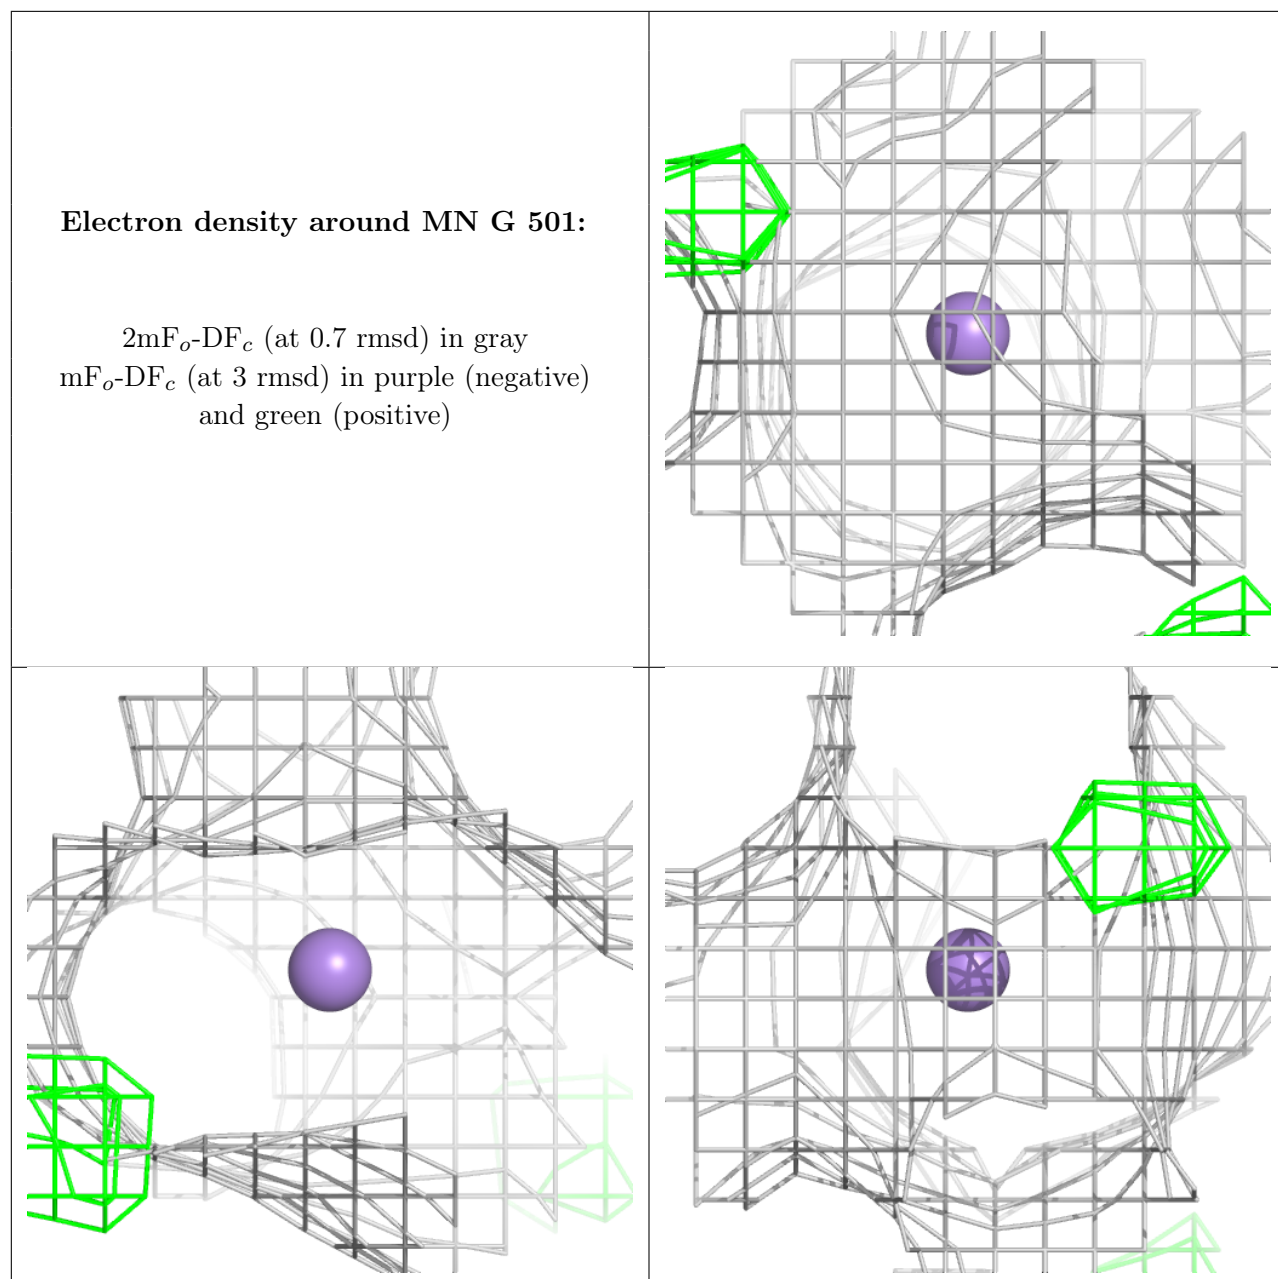 Electron density around MN G 501:
2mFo-DFc (at 0.7 rmsd) in gray
mFo-DFc (at 3 rmsd) in purple (negative)
and green (positive)